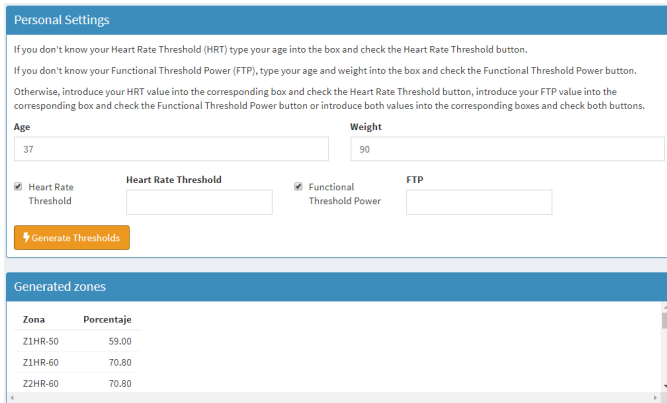 Personal Settings
If you don't know your Heart Rate Threshold (HRT) type your age into the box and check the Heart Rate Threshold button.
If you don't know your Functional Threshold Power (FTP), type your age and weight into the box and check the Functional Threshold Power button.
Otherwise, introduce your HRT value into the corresponding box and check the Heart Rate Threshold button, introduce your FTP value into the
corresponding box and check the Functional Threshold Power button or introduce both values into the corresponding boxes and check both buttons.
Age Weight
37 90
Heart Rate Threshold FTP
Heart Rate Functional
Threshold Threshold Power
Generate Thresholds
Generated zones
Zona Porcentaje
Z1HR-50 59.00
Z1HR-60 70.80
Z2HR-60 70.80